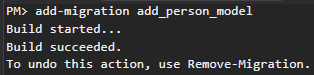 PM> add-migration add_person_model
Build started...
Build succeeded.
To undo this action, use Remove-Migration.